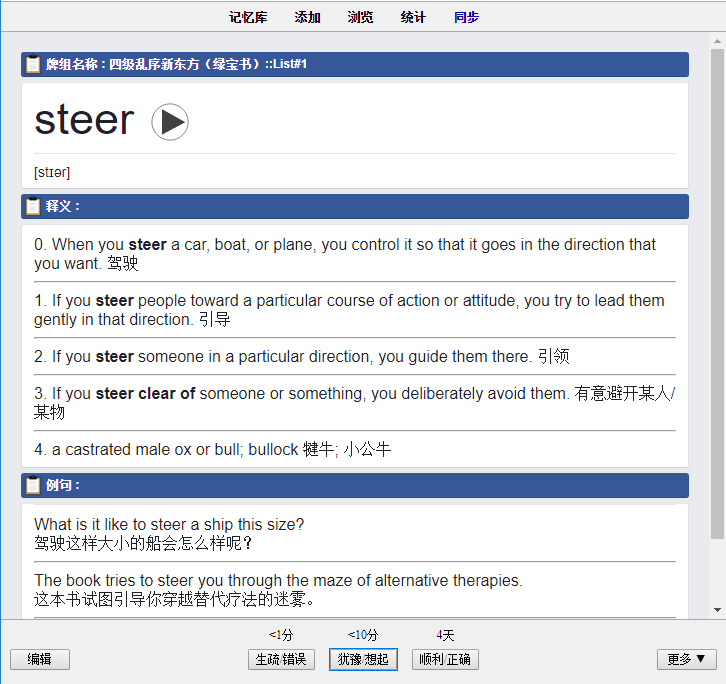 记忆库 添加 浏览 统计 同步
牌组名称：四级乱序新东方（绿宝书）::List#1
steer
[stɪər]
释义：
0. When you steer a car, boat, or plane, you control it so that it goes in the direction that
you want. 驾驶
1. If you steer people toward a particular course of action or attitude, you try to lead them
gently in that direction. 引导
2. If you steer someone in a particular direction, you guide them there. 引领
3. If you steer clear of someone or something, you deliberately avoid them. 有意避开某人/
某物
4. a castrated male ox or bull; bullock 犍牛; 小公牛
例句：
What is it like to steer a ship this size?
驾驶这样大小的船会怎么样呢？
The book tries to steer you through the maze of alternative therapies.
这本书试图引导你穿越替代疗法的迷雾。
<1分 <10分 4天
编辑 生疏/错误 犹豫/想起 顺利/正确 更多 ▼